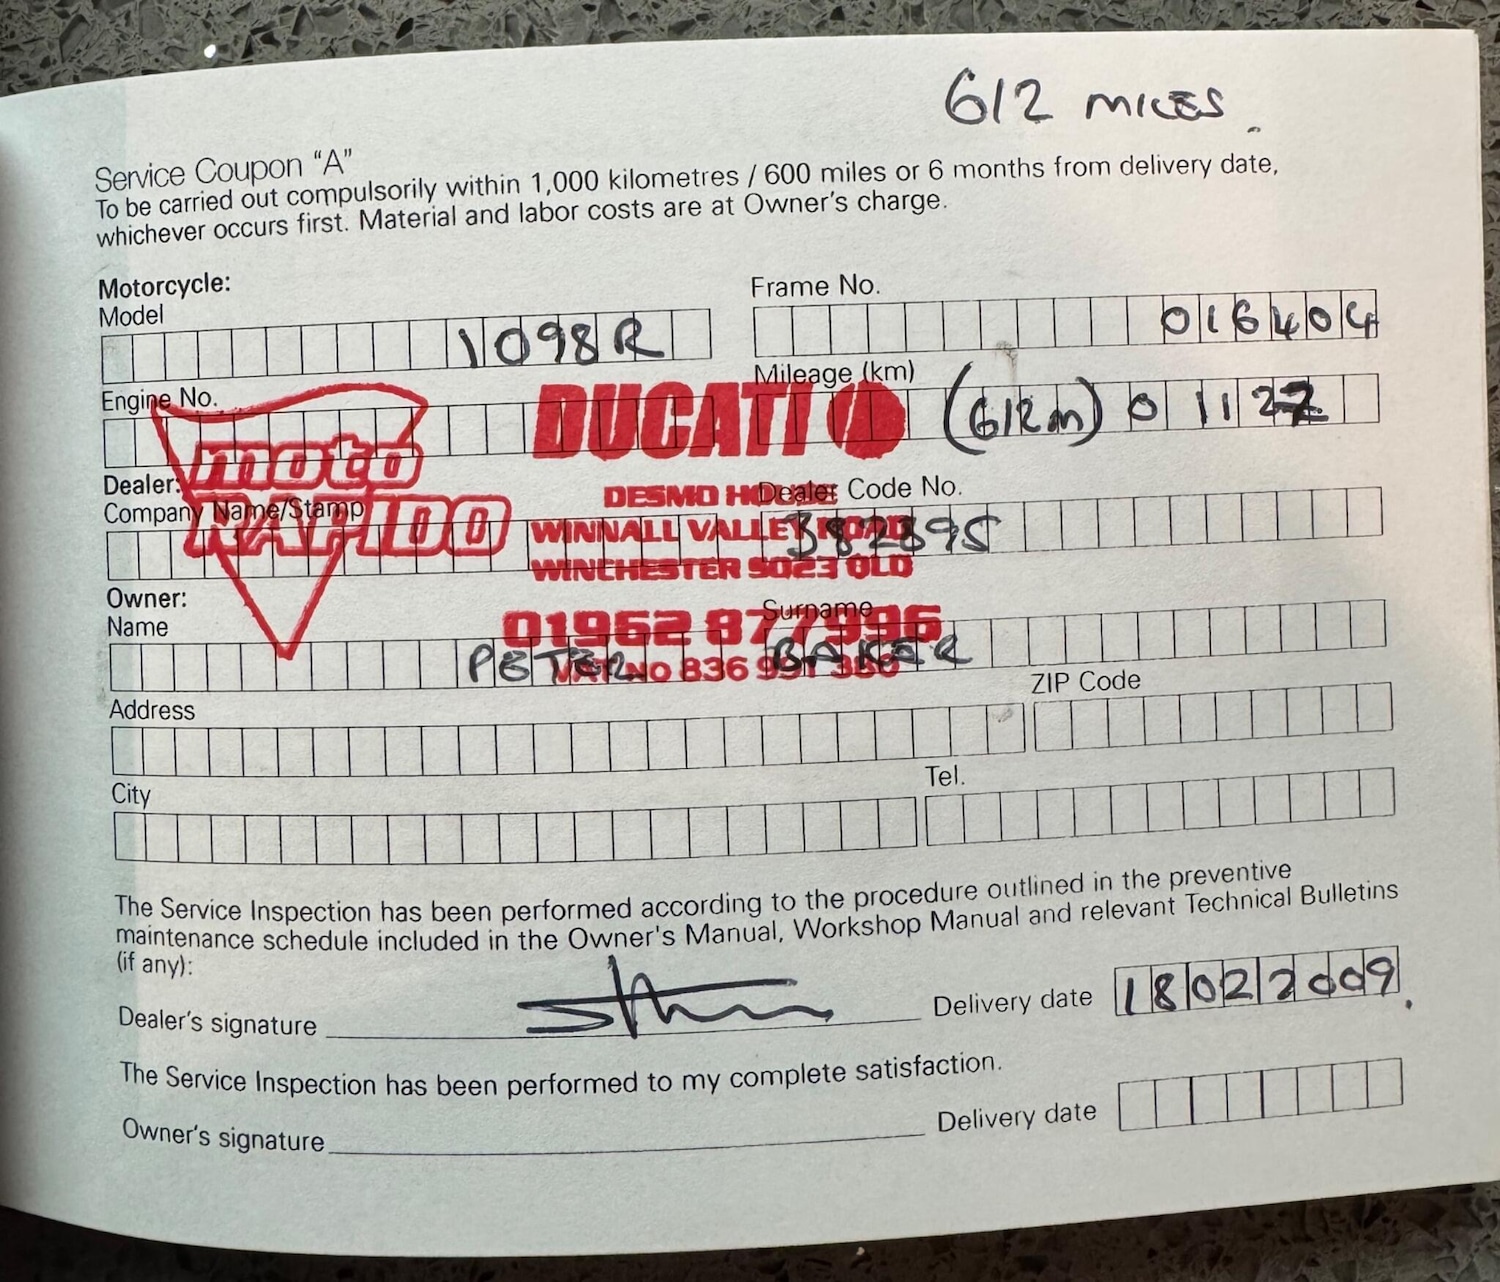 612 MILES.
Service Coupon "A"
To be carried out compulsorily within 1,000 kilometres / 600 miles or 6 months from delivery date,
whichever occurs first. Material and labor costs are at Owner's charge.
Motorcycle:
Model
1098R
Frame No.
016404
Engine No.
Mileage (km)
(612m) 01127
Dealer:
Company Name/Stamp
moto
RAPIDO
DUCATI
DESMO HOUSE
WINNALL VALLEY ROAD
WINCHESTER SO23 0LD
01962 877996
VAT No 836
Dealer Code No.
382895
Owner:
Name
PETER
Surname
BAKER
Address
ZIP Code
City
Tel.
The Service Inspection has been performed according to the procedure outlined in the preventive
maintenance schedule included in the Owner's Manual, Workshop Manual and relevant Technical Bulletins
(if any):
Dealer's signature
Delivery date 18022009.
The Service Inspection has been performed to my complete satisfaction.
Owner's signature
Delivery date